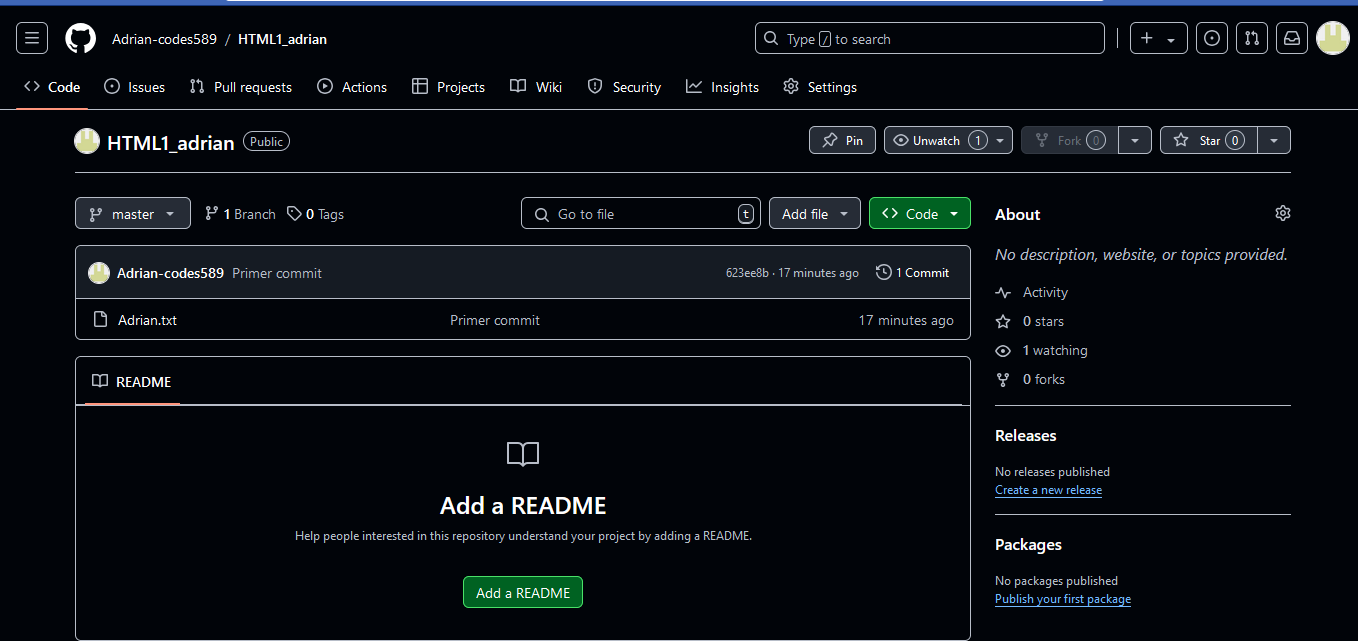 Adrian-codes589 / HTML1_adrian
Type / to search
Code Issues Pull requests Actions Projects Wiki Security Insights Settings
HTML1_adrian Public
Pin Unwatch 1 Fork 0 Star 0
master 1 Branch 0 Tags Go to file t Add file Code
Adrian-codes589 Primer commit 623ee8b · 17 minutes ago 1 Commit
Adrian.txt Primer commit 17 minutes ago
README
Add a README
Help people interested in this repository understand your project by adding a README.
Add a README
About
No description, website, or topics provided.
Activity
0 stars
1 watching
0 forks
Releases
No releases published
Create a new release
Packages
No packages published
Publish your first package